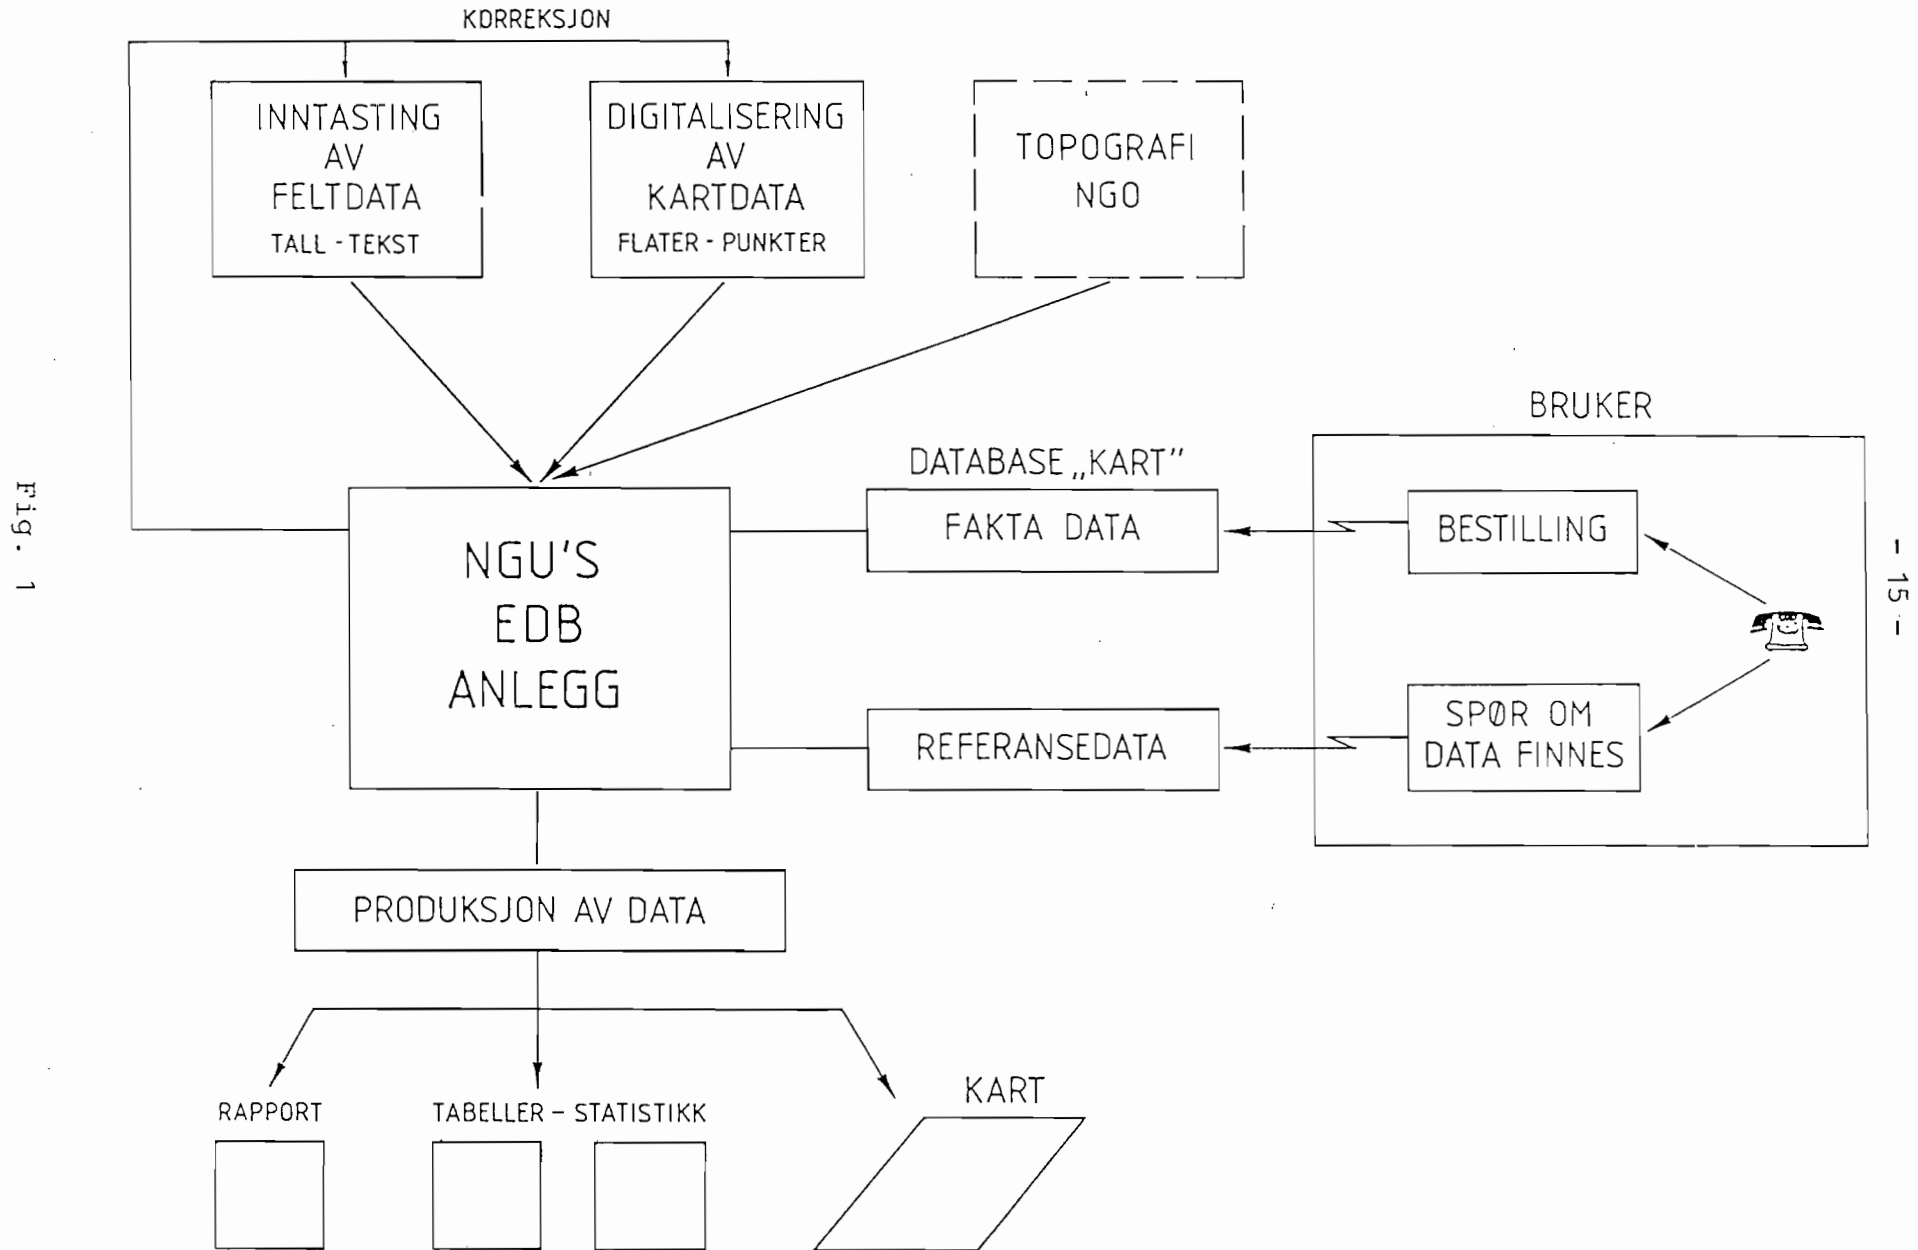 KORREKSJON
INNTASTING
AV
FELTDATA
TALL - TEKST
DIGITALISERING
AV
KARTDATA
FLATER - PUNKTER
TOPOGRAFI
NGO
BRUKER
DATABASE „KART"
FAKTA DATA
BESTILLING
NGU'S
EDB
ANLEGG
REFERANSEDATA
SPØR OM
DATA FINNES
PRODUKSJON AV DATA
RAPPORT
TABELLER – STATISTIKK
KART
Fig. 1
- 15 -